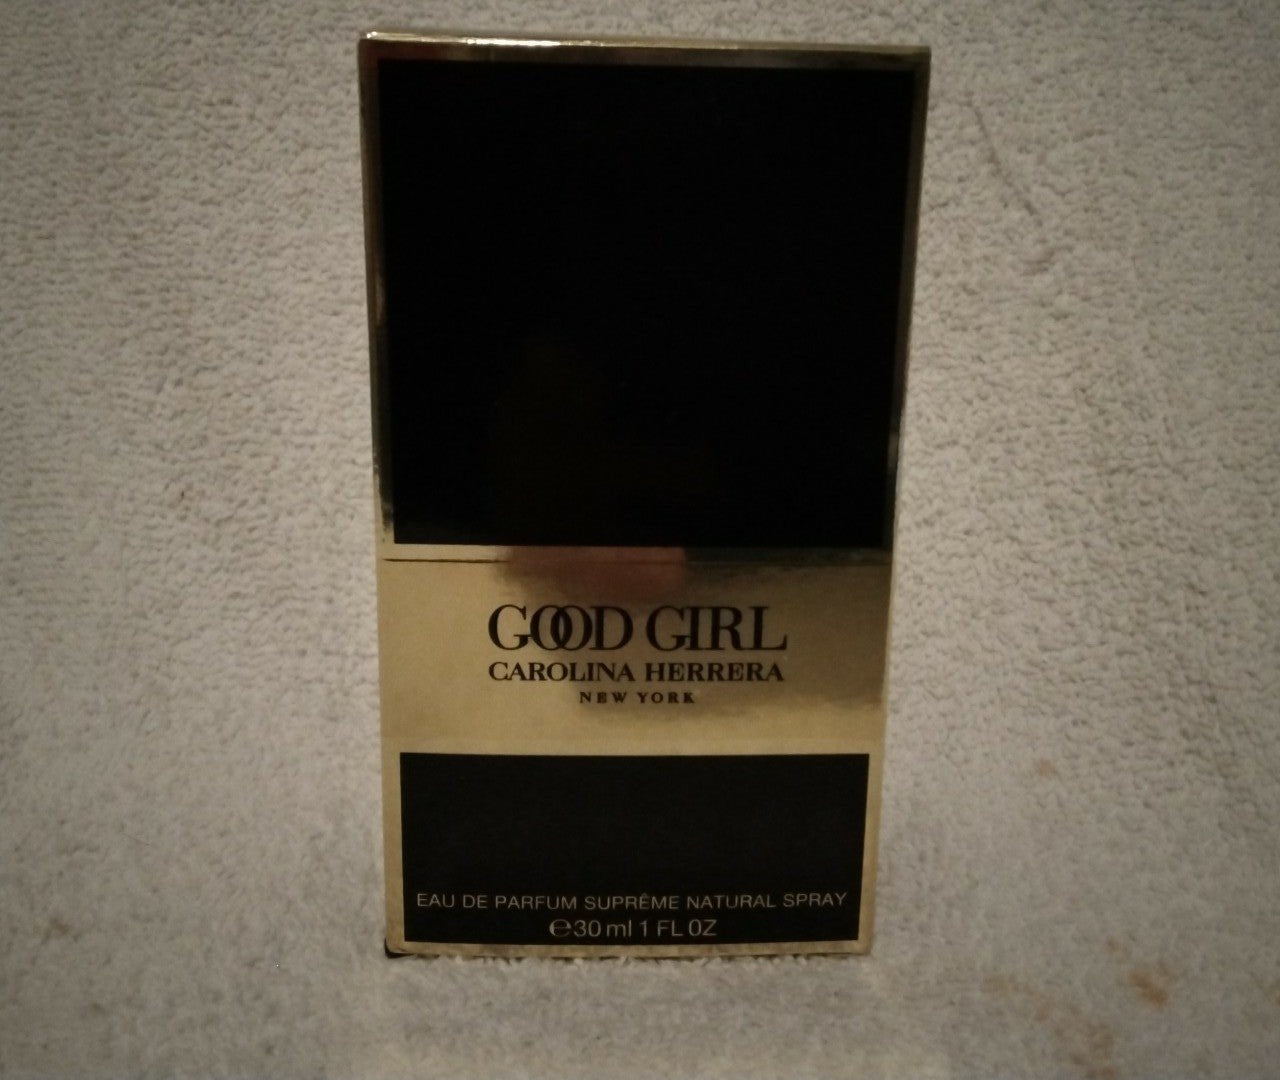 GOOD GIRL
CAROLINA HERRERA
NEW YORK
EAU DE PARFUM SUPRÊME NATURAL SPRAY
℮30 ml 1 FL OZ